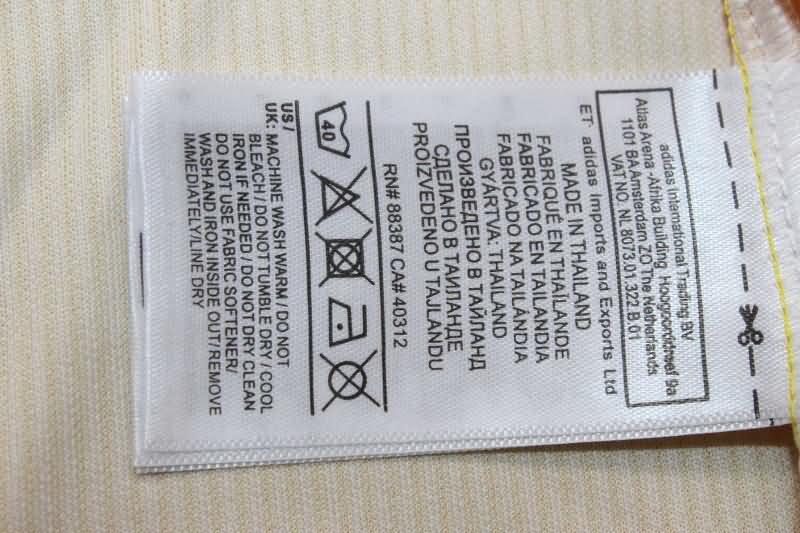 adidas International Trading BV
Atlas Arena -Afrika Building Hoogoorddreef 9a
1101 BA Amsterdam ZO The Netherlands
VAT NO. NL 8073.01.322.B.01
ET adidas Imports and Exports Ltd
MADE IN THAILAND
FABRIQUÉ EN THAÏLANDE
FABRICADO EN TAILANDIA
FABRICADO NA TAILÂNDIA
GYÁRTVA: THAILAND
ПРОИЗВЕДЕНО В ТАЙЛАНД
СДЕЛАНО В ТАИЛАНДЕ
PROIZVEDENO U TAJLANDU
RN# 88387 CA# 40312
40
US /
UK: MACHINE WASH WARM / DO NOT
BLEACH / DO NOT TUMBLE DRY / COOL
IRON IF NEEDED / DO NOT DRY CLEAN
DO NOT USE FABRIC SOFTENER/
WASH AND IRON INSIDE OUT/REMOVE
IMMEDIATELY/LINE DRY